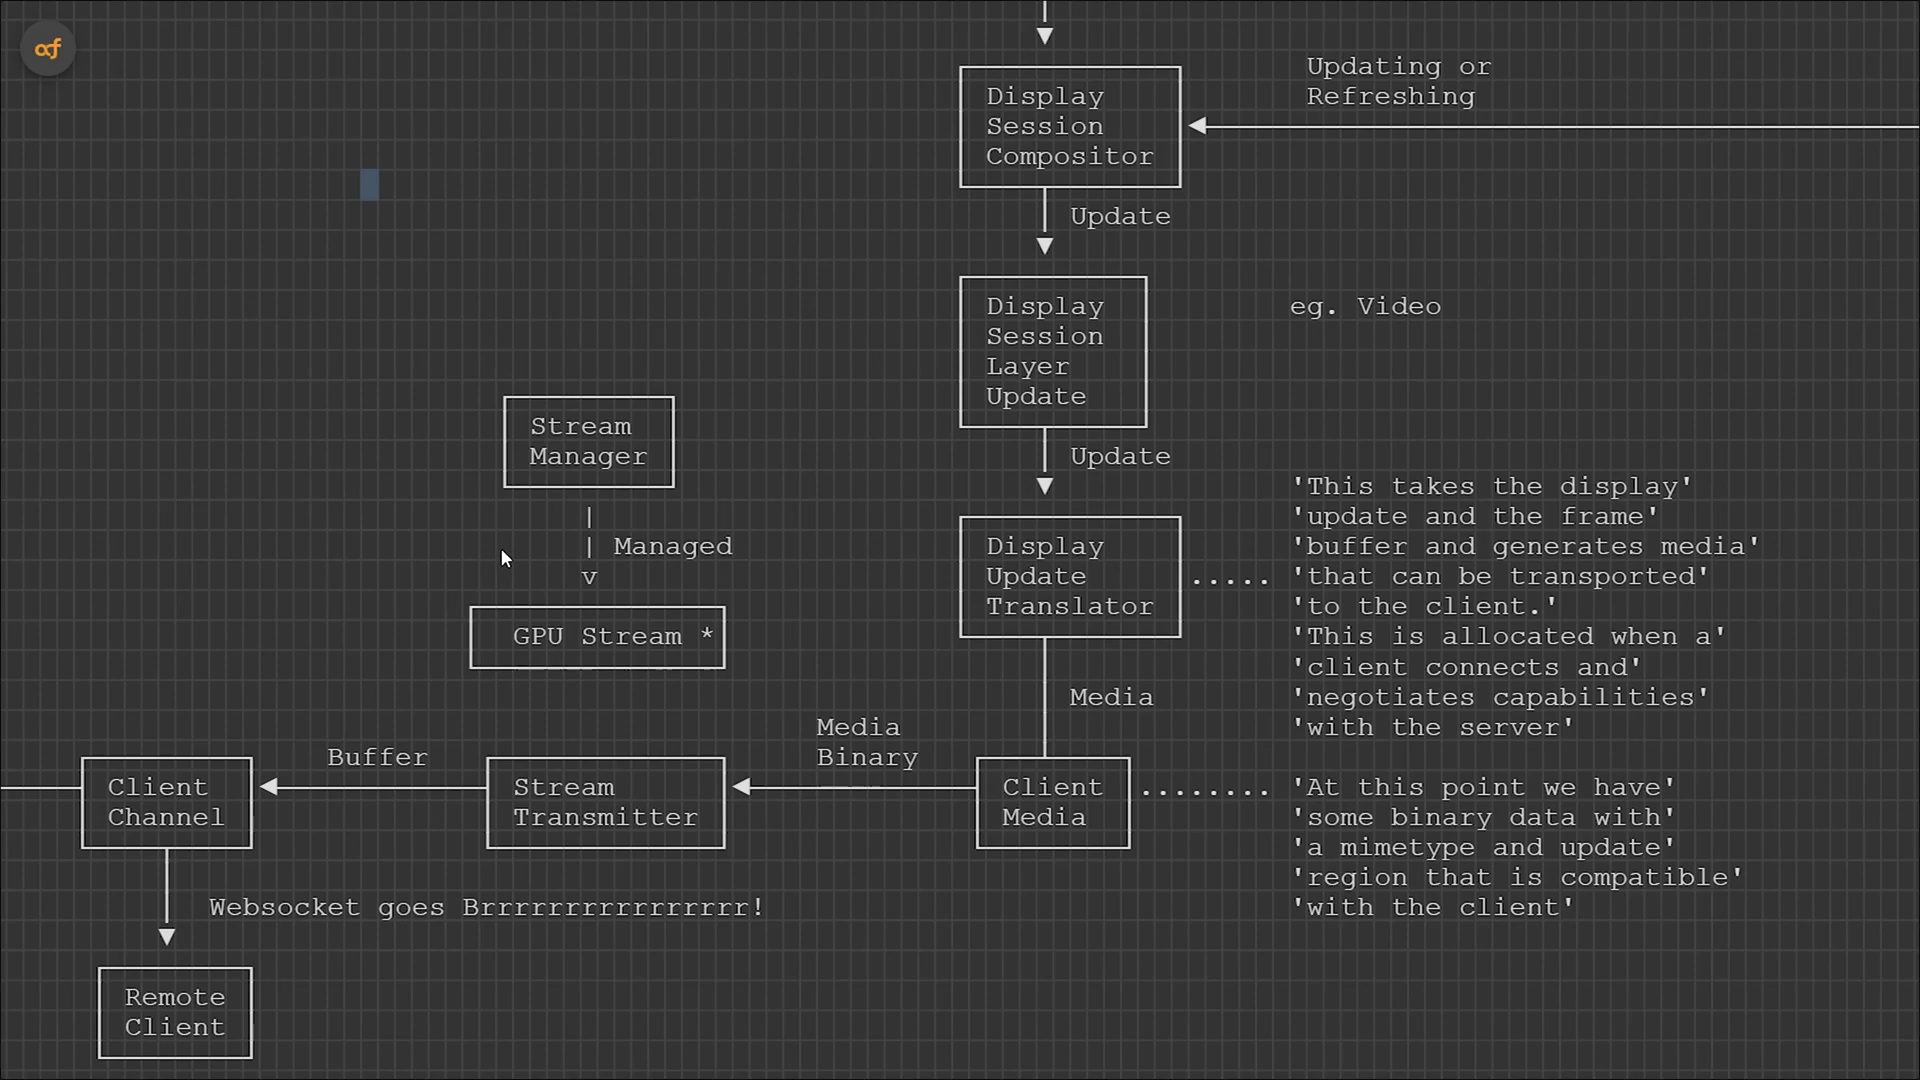 αf
Updating or
Refreshing
Display
Session
Compositor
Update
Display
Session
Layer
Update
eg. Video
Stream
Manager
Update
| Managed
v
'This takes the display'
'update and the frame'
'buffer and generates media'
'that can be transported'
'to the client.'
'This is allocated when a'
'client connects and'
'negotiates capabilities'
'with the server'
Display
Update
Translator .....
GPU Stream *
Media
Media
Binary
Buffer
Client
Channel
Stream
Transmitter
Client
Media ........
'At this point we have'
'some binary data with'
'a mimetype and update'
'region that is compatible'
'with the client'
Websocket goes Brrrrrrrrrrrrrrrr!
Remote
Client